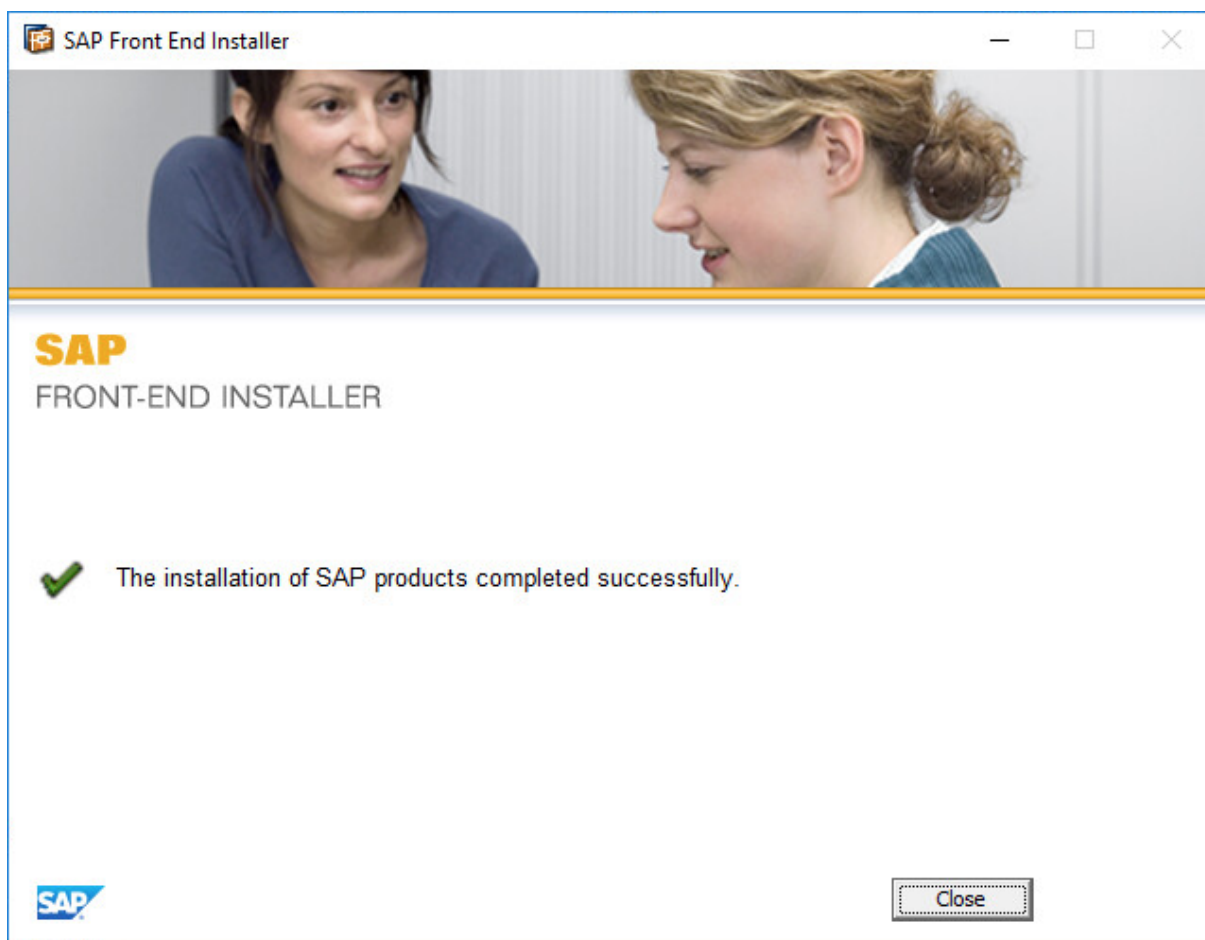 SAP Front End Installer
SAP
FRONT-END INSTALLER
The installation of SAP products completed successfully.
SAP
Close